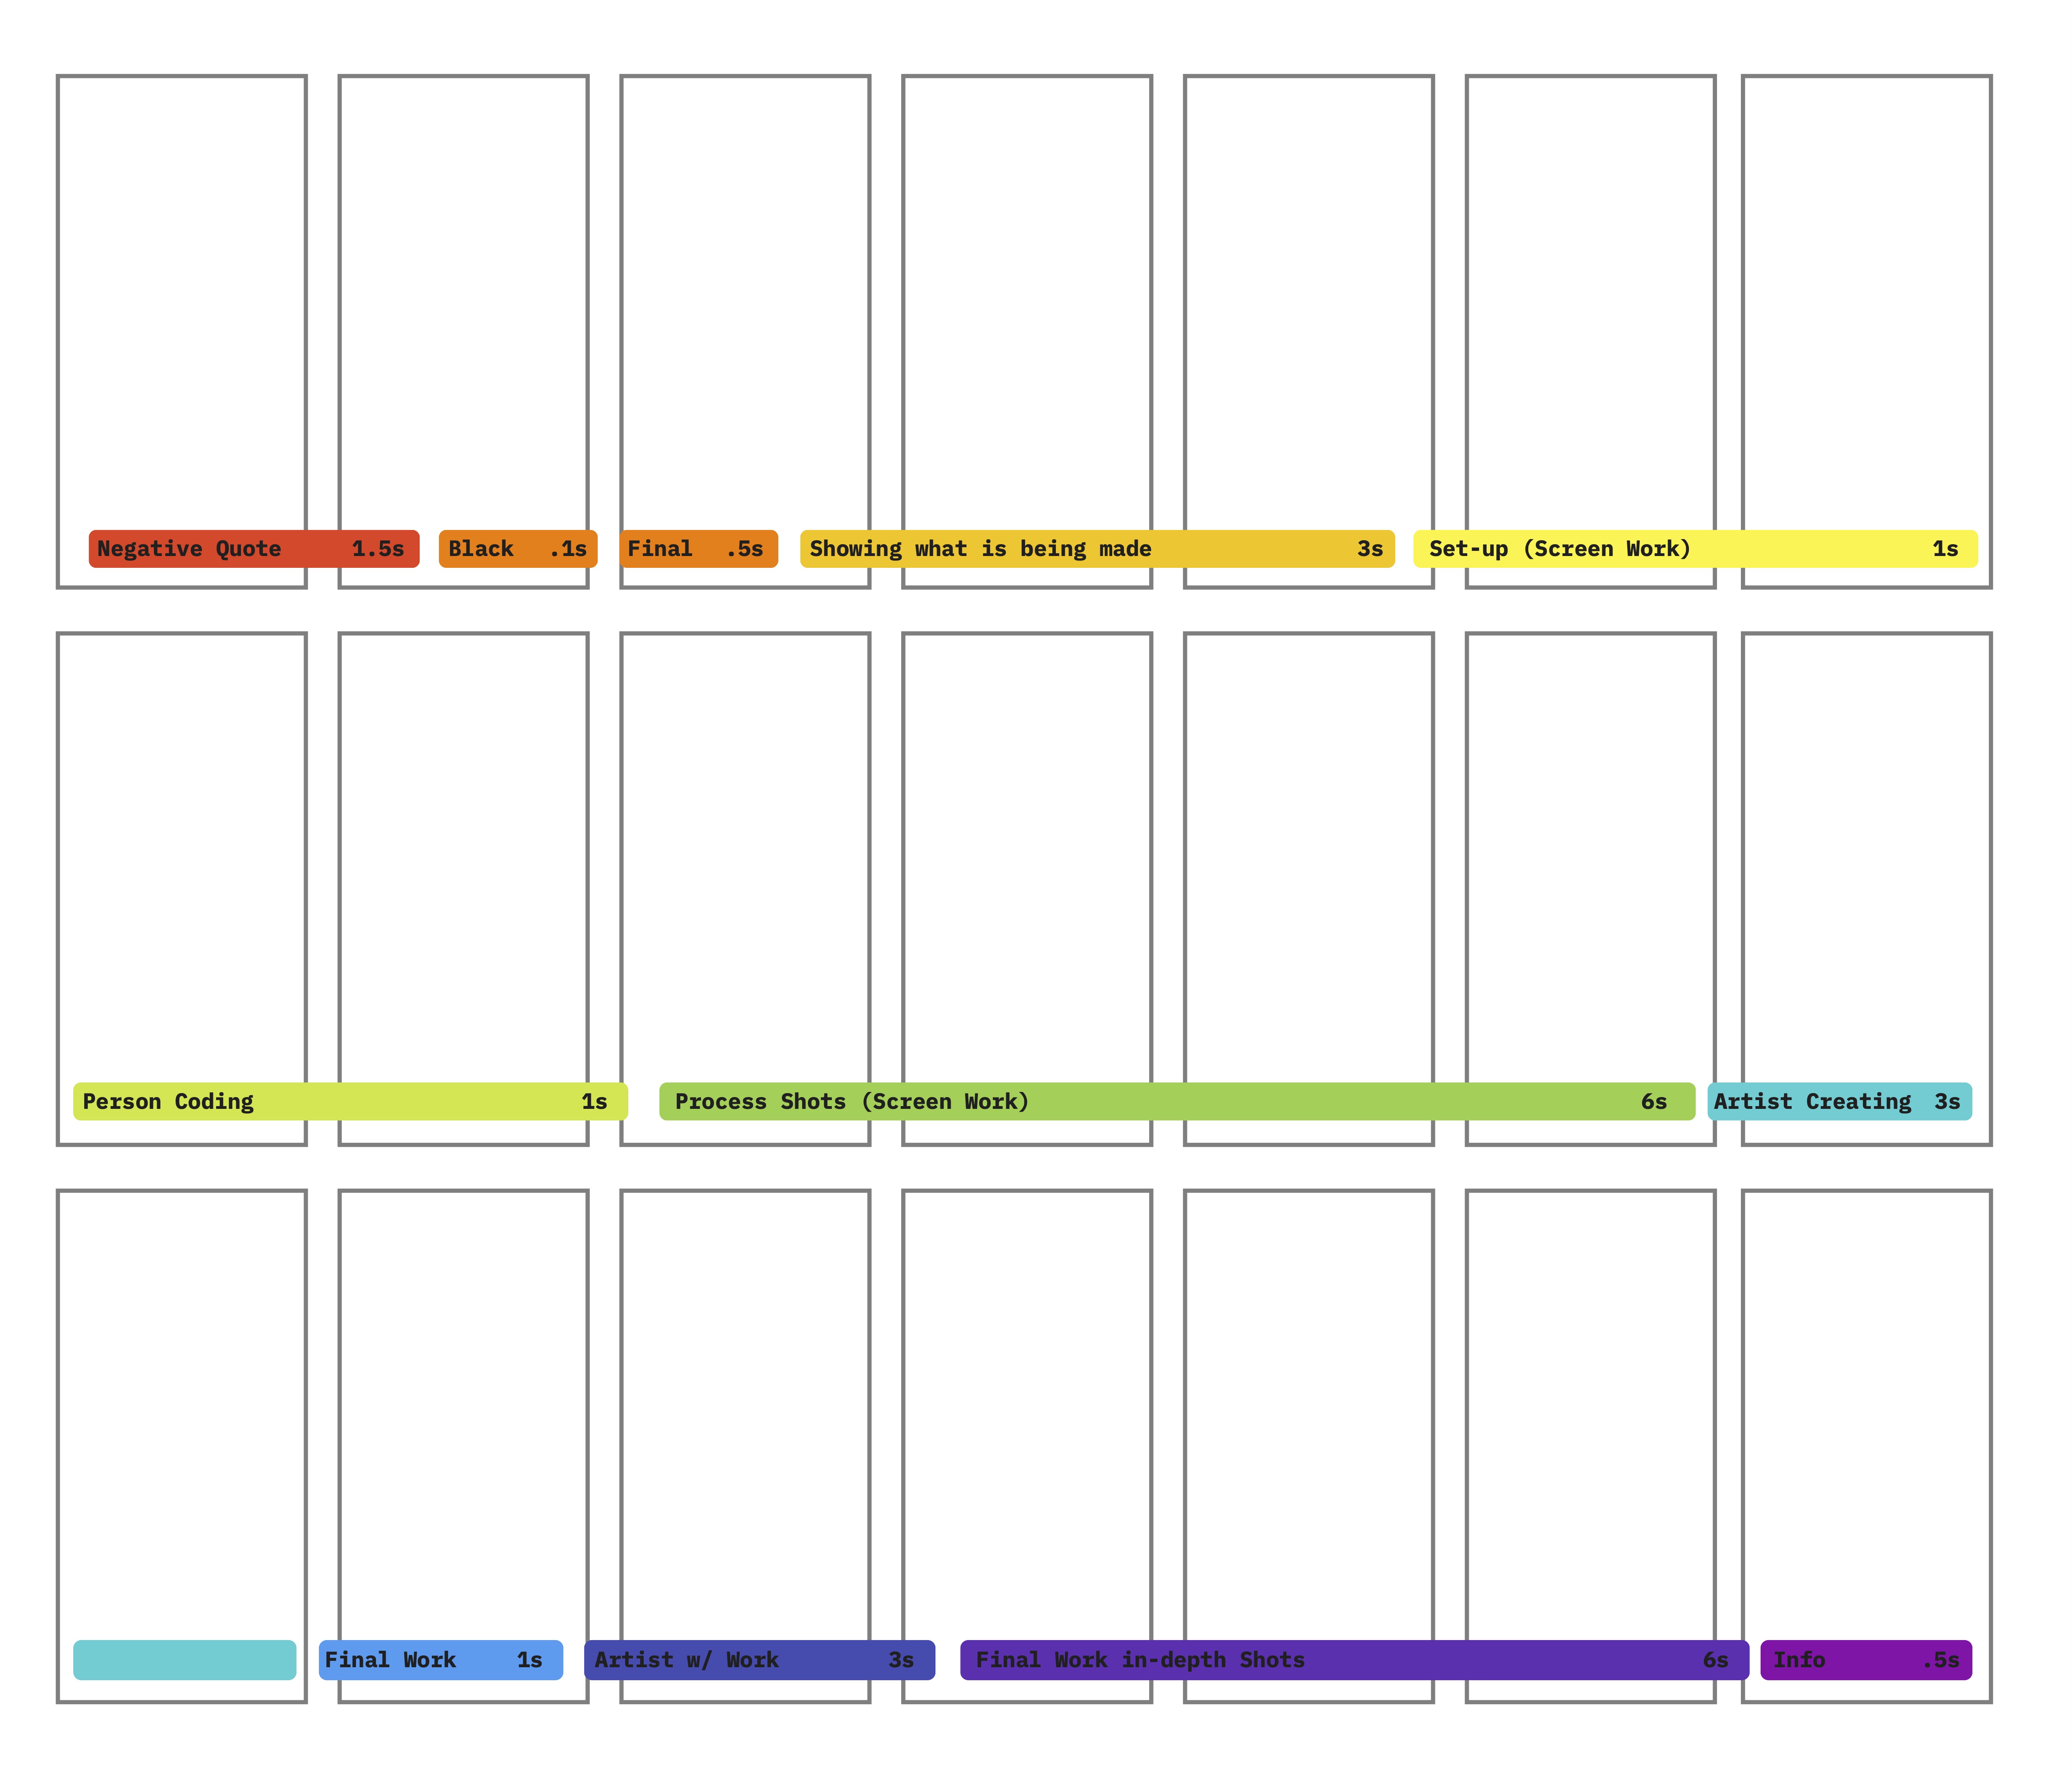 Negative Quote 1.5s
Black .1s
Final .5s
Showing what is being made 3s
Set-up (Screen Work) 1s
Person Coding 1s
Process Shots (Screen Work) 6s
Artist Creating 3s
Final Work 1s
Artist w/ Work 3s
Final Work in-depth Shots 6s
Info .5s